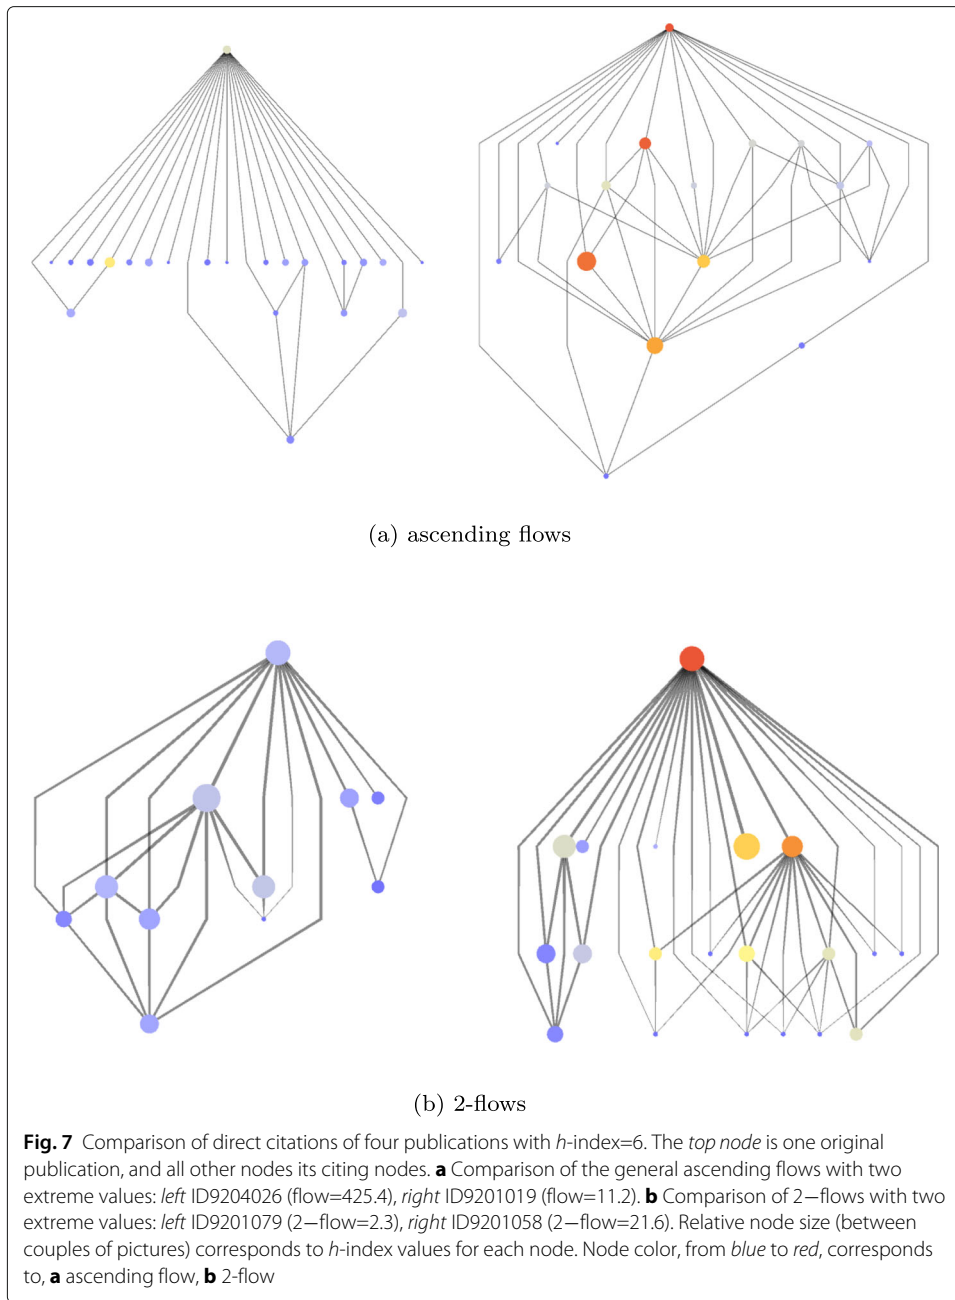 (a) ascending flows
(b) 2-flows
Fig. 7 Comparison of direct citations of four publications with h-index=6. The top node is one original
publication, and all other nodes its citing nodes. a Comparison of the general ascending flows with two
extreme values: left ID9204026 (flow=425.4), right ID9201019 (flow=11.2). b Comparison of 2−flows with two
extreme values: left ID9201079 (2−flow=2.3), right ID9201058 (2−flow=21.6). Relative node size (between
couples of pictures) corresponds to h-index values for each node. Node color, from blue to red, corresponds
to, a ascending flow, b 2-flow